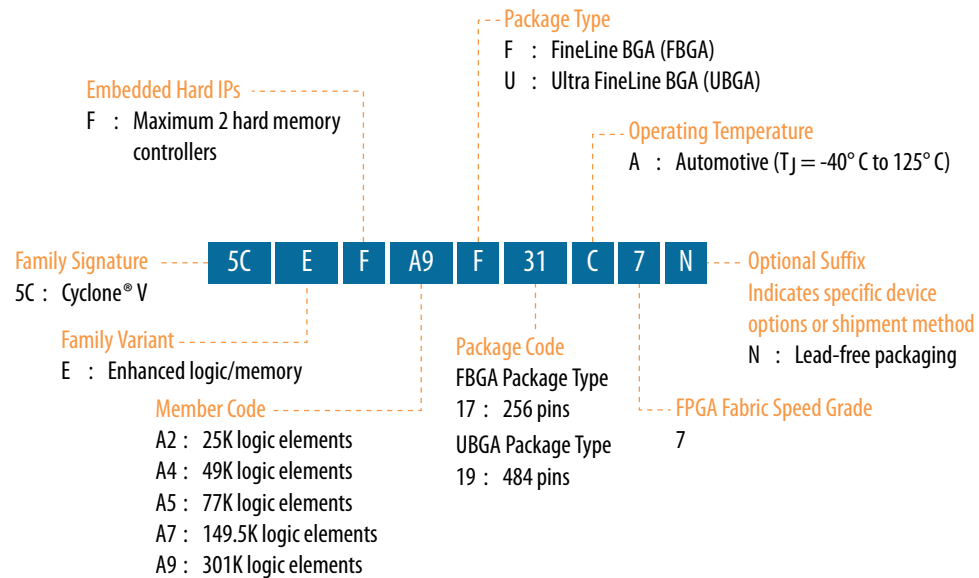 Package Type
F : FineLine BGA (FBGA)
U : Ultra FineLine BGA (UBGA)
Embedded Hard IPs
F : Maximum 2 hard memory
controllers
Operating Temperature
A : Automotive (TJ = -40° C to 125° C)
Family Signature
5C : Cyclone® V
5C E F A9 F 31 C 7 N
Optional Suffix
Indicates specific device
options or shipment method
N : Lead-free packaging
Family Variant
E : Enhanced logic/memory
Package Code
FBGA Package Type
17 : 256 pins
UBGA Package Type
19 : 484 pins
FPGA Fabric Speed Grade
7
Member Code
A2 : 25K logic elements
A4 : 49K logic elements
A5 : 77K logic elements
A7 : 149.5K logic elements
A9 : 301K logic elements